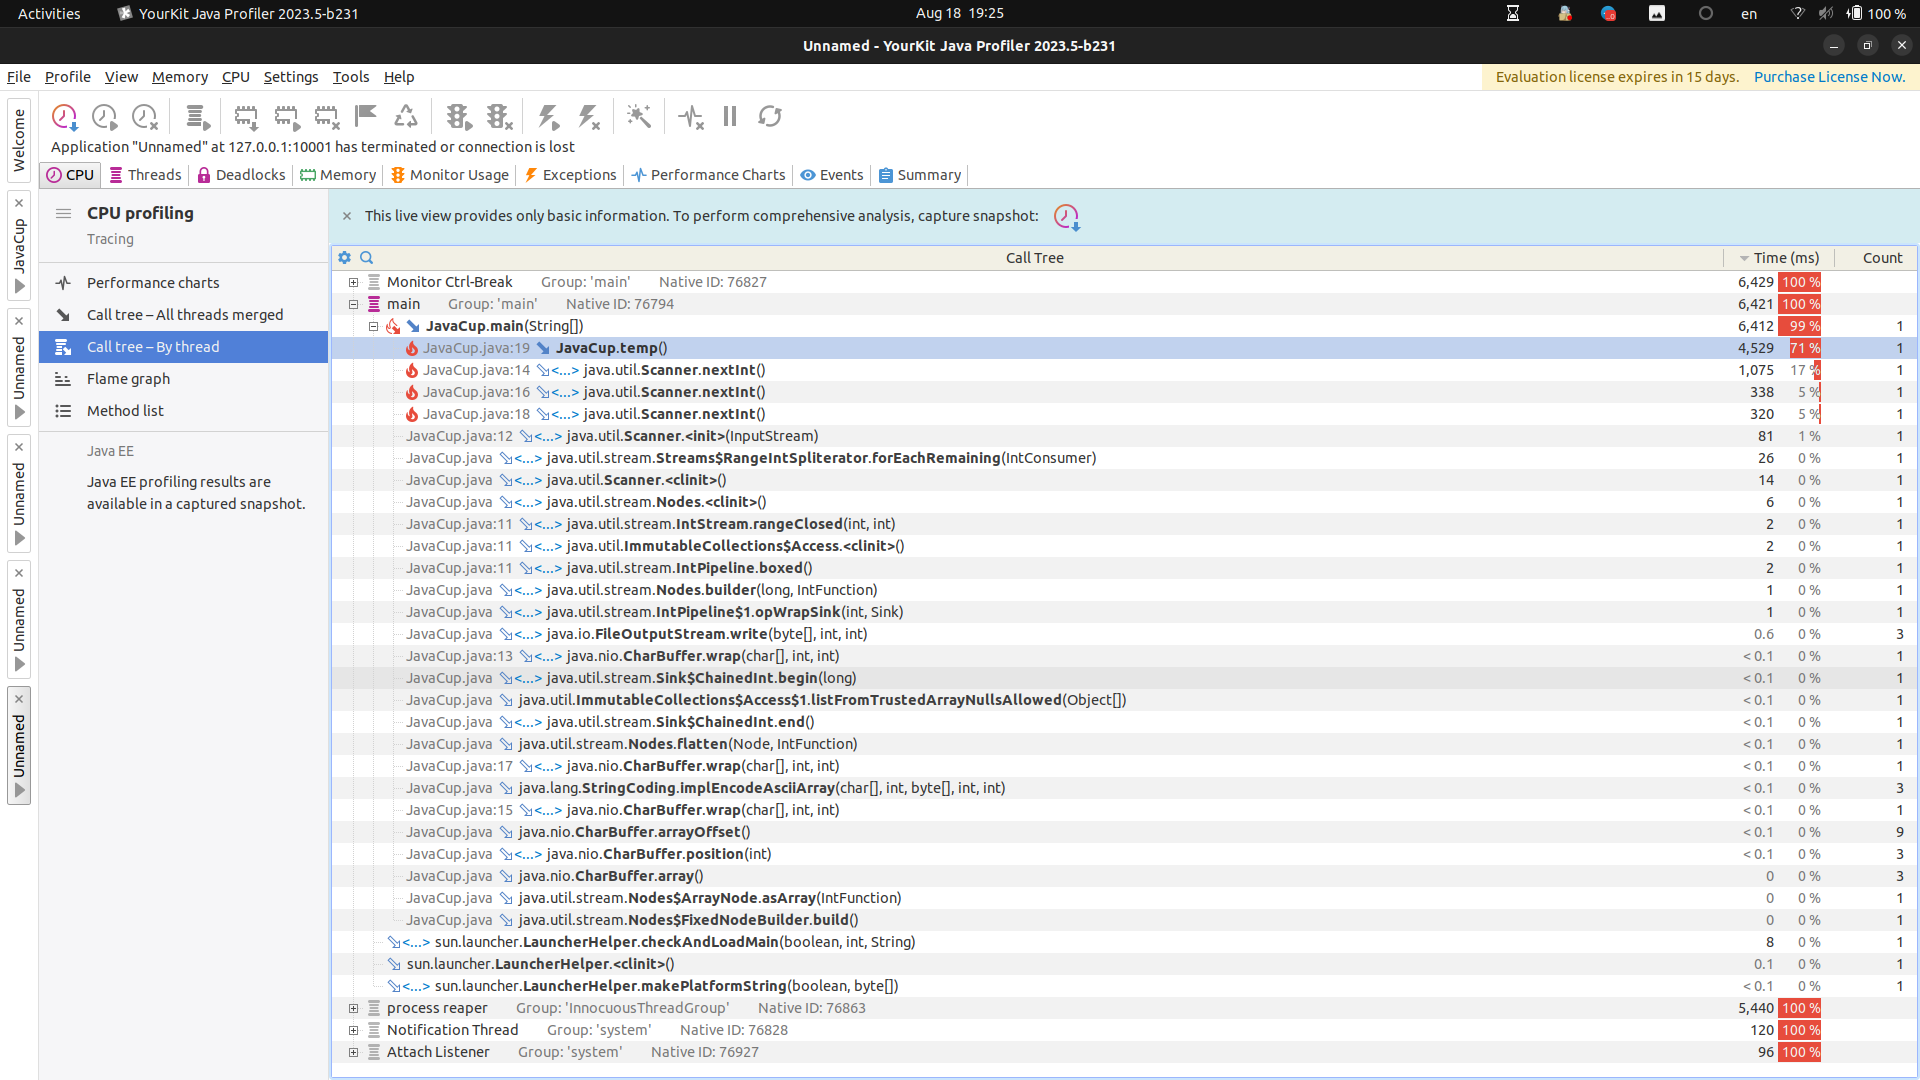 Activities YourKit Java Profiler 2023.5-b231 Aug 18 19:25 en 100 %
Unnamed - YourKit Java Profiler 2023.5-b231
File Profile View Memory CPU Settings Tools Help Evaluation license expires in 15 days. Purchase License Now.
Welcome
JavaCup
Unnamed
Unnamed
Unnamed
Unnamed
Application "Unnamed" at 127.0.0.1:10001 has terminated or connection is lost
CPU Threads Deadlocks Memory Monitor Usage Exceptions Performance Charts Events Summary
CPU profiling
Tracing
Performance charts
Call tree – All threads merged
Call tree – By thread
Flame graph
Method list
Java EE
Java EE profiling results are
available in a captured snapshot.
This live view provides only basic information. To perform comprehensive analysis, capture snapshot:
Call Tree Time (ms) Count
Monitor Ctrl-Break Group: 'main' Native ID: 76827 6,429 100 %
main Group: 'main' Native ID: 76794 6,421 100 %
JavaCup.main(String[]) 6,412 99 % 1
JavaCup.java:19 JavaCup.temp() 4,529 71 % 1
JavaCup.java:14 <...> java.util.Scanner.nextInt() 1,075 17 % 1
JavaCup.java:16 <...> java.util.Scanner.nextInt() 338 5 % 1
JavaCup.java:18 <...> java.util.Scanner.nextInt() 320 5 % 1
JavaCup.java:12 <...> java.util.Scanner.<init>(InputStream) 81 1 % 1
JavaCup.java <...> java.util.stream.Streams$RangeIntSpliterator.forEachRemaining(IntConsumer) 26 0 % 1
JavaCup.java <...> java.util.Scanner.<clinit>() 14 0 % 1
JavaCup.java <...> java.util.stream.Nodes.<clinit>() 6 0 % 1
JavaCup.java:11 <...> java.util.stream.IntStream.rangeClosed(int, int) 2 0 % 1
JavaCup.java:11 <...> java.util.ImmutableCollections$Access.<clinit>() 2 0 % 1
JavaCup.java:11 <...> java.util.stream.IntPipeline.boxed() 2 0 % 1
JavaCup.java <...> java.util.stream.Nodes.builder(long, IntFunction) 1 0 % 1
JavaCup.java <...> java.util.stream.IntPipeline$1.opWrapSink(int, Sink) 1 0 % 1
JavaCup.java <...> java.io.FileOutputStream.write(byte[], int, int) 0.6 0 % 3
JavaCup.java:13 <...> java.nio.CharBuffer.wrap(char[], int, int) < 0.1 0 % 1
JavaCup.java <...> java.util.stream.Sink$ChainedInt.begin(long) < 0.1 0 % 1
JavaCup.java java.util.ImmutableCollections$Access$1.listFromTrustedArrayNullsAllowed(Object[]) < 0.1 0 % 1
JavaCup.java <...> java.util.stream.Sink$ChainedInt.end() < 0.1 0 % 1
JavaCup.java java.util.stream.Nodes.flatten(Node, IntFunction) < 0.1 0 % 1
JavaCup.java:17 <...> java.nio.CharBuffer.wrap(char[], int, int) < 0.1 0 % 1
JavaCup.java java.lang.StringCoding.implEncodeAsciiArray(char[], int, byte[], int, int) < 0.1 0 % 3
JavaCup.java:15 <...> java.nio.CharBuffer.wrap(char[], int, int) < 0.1 0 % 1
JavaCup.java java.nio.CharBuffer.arrayOffset() < 0.1 0 % 9
JavaCup.java <...> java.nio.CharBuffer.position(int) < 0.1 0 % 3
JavaCup.java java.nio.CharBuffer.array() 0 0 % 3
JavaCup.java java.util.stream.Nodes$ArrayNode.asArray(IntFunction) 0 0 % 1
JavaCup.java java.util.stream.Nodes$FixedNodeBuilder.build() 0 0 % 1
<...> sun.launcher.LauncherHelper.checkAndLoadMain(boolean, int, String) 8 0 % 1
sun.launcher.LauncherHelper.<clinit>() 0.1 0 % 1
<...> sun.launcher.LauncherHelper.makePlatformString(boolean, byte[]) < 0.1 0 % 1
process reaper Group: 'InnocuousThreadGroup' Native ID: 76863 5,440 100 %
Notification Thread Group: 'system' Native ID: 76828 120 100 %
Attach Listener Group: 'system' Native ID: 76927 96 100 %